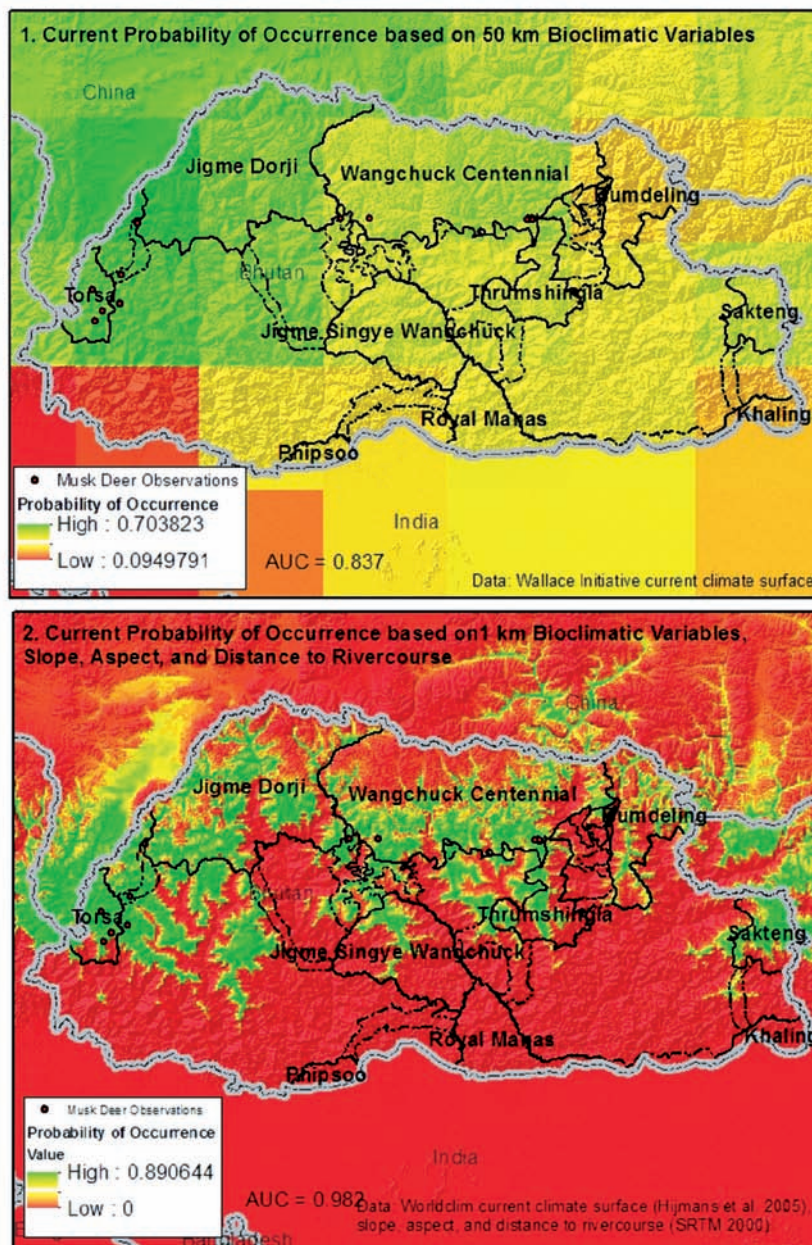 1. Current Probability of Occurrence based on 50 km Bioclimatic Variables
China
Jigme Dorji
Wangchuck Centennial
Bumdeling
Bhutan
Torsa
Thrumshingla
Sakteng
Jigme Singye Wangchuck
Royal Manas
Khaling
Phipsoo
Musk Deer Observations
Probability of Occurrence
High : 0.703823
Low : 0.0949791
India
AUC = 0.837
Data: Wallace Initiative current climate surface
2. Current Probability of Occurrence based on1 km Bioclimatic Variables,
Slope, Aspect, and Distance to Rivercourse
China
Jigme Dorji
Wangchuck Centennial
Bumdeling
Bhutan
Torsa
Thrumshingla
Sakteng
Jigme Singye Wangchuck
Royal Manas
Khaling
Phipsoo
Musk Deer Observations
Probability of Occurrence
Value
High : 0.890644
Low : 0
India
AUC = 0.982
Data: Worldclim current climate surface (Hijmans et al. 2005),
slope, aspect, and distance to rivercourse (SRTM 2000)
Bangladesh